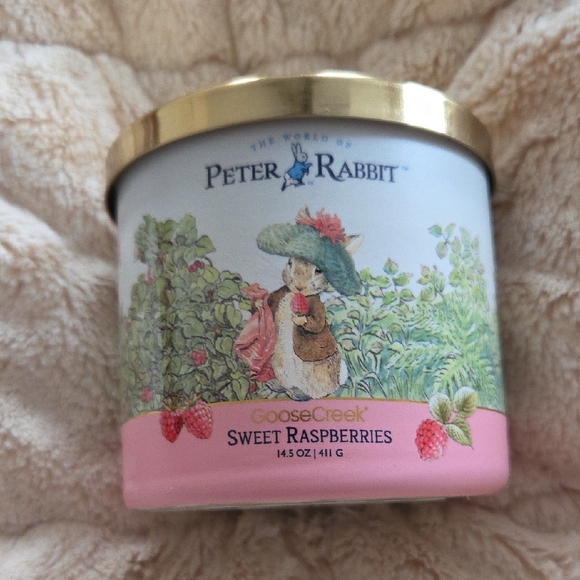 THE WORLD OF
PETER RABBIT™
GooseCreek®
SWEET RASPBERRIES
14.5 OZ | 411 G